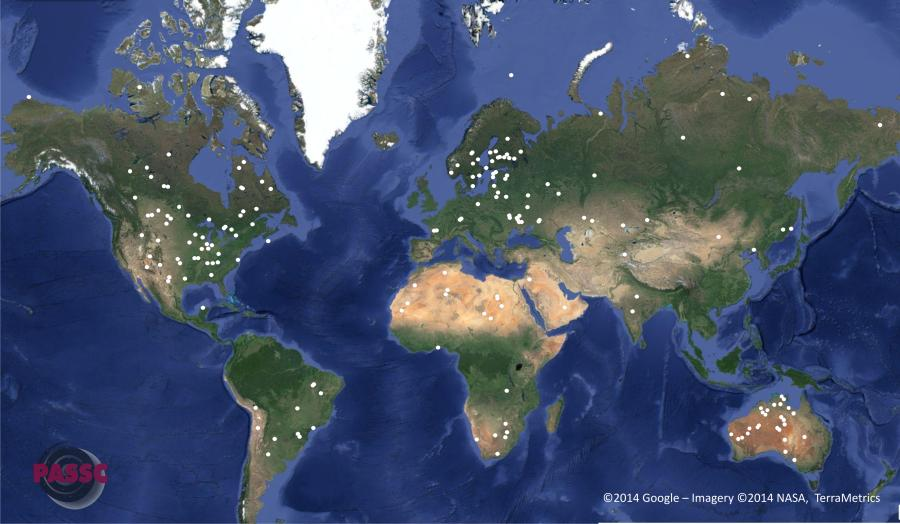 PASSC
©2014 Google – Imagery ©2014 NASA, TerraMetrics